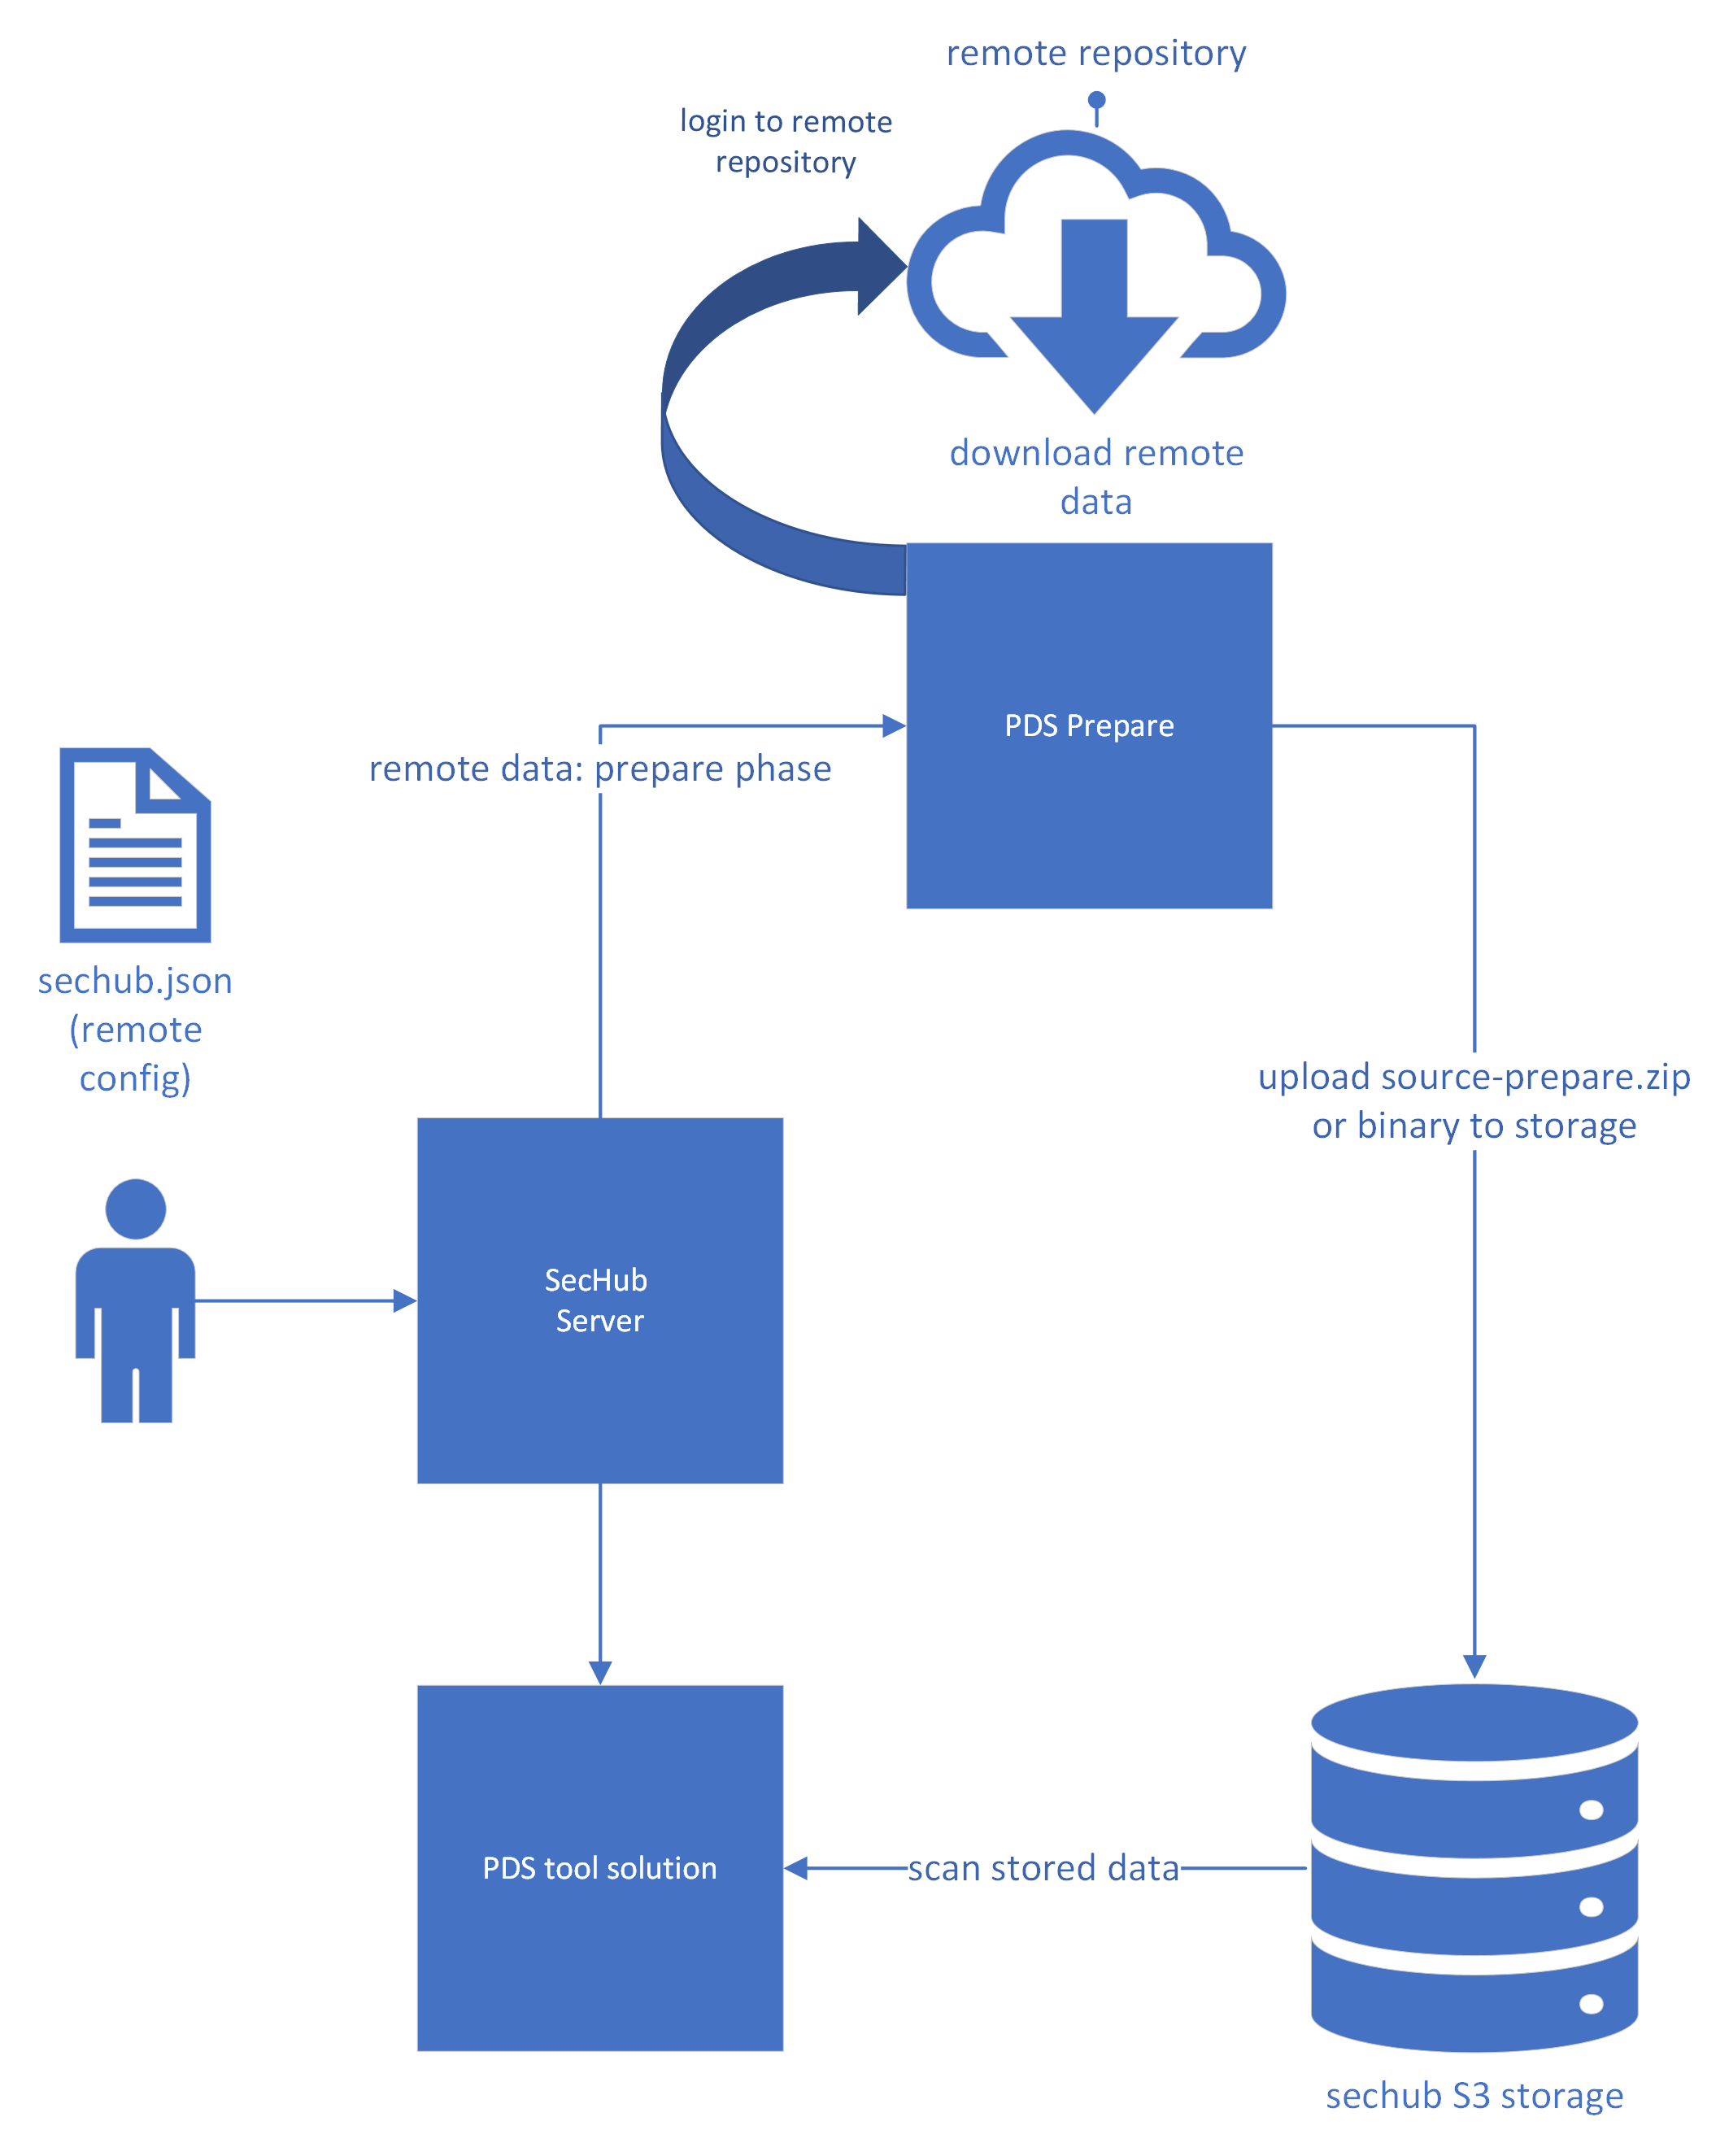 remote repository
login to remote
repository
download remote
data
PDS Prepare
remote data: prepare phase
sechub.json
(remote
config)
upload source-prepare.zip
or binary to storage
SecHub
Server
PDS tool solution
scan stored data
sechub S3 storage